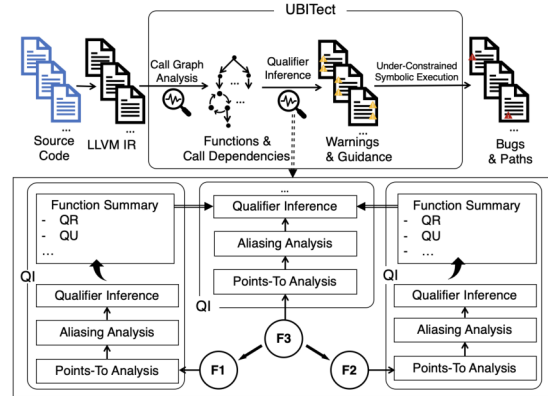 UBITect
Call Graph
Analysis
Qualifier
Inference
Under-Constrained
Symbolic Execution
...
...
...
...
...
...
Source
Code
LLVM IR
Functions &
Call Dependencies
Warnings
& Guidance
Bugs
& Paths
Function Summary
- QR
- QU
- ...
QI
Qualifier Inference
Aliasing Analysis
Points-To Analysis
...
Qualifier Inference
Aliasing Analysis
Points-To Analysis
QI
Function Summary
- QR
- QU
- ...
QI
Qualifier Inference
Aliasing Analysis
Points-To Analysis
F3
F1
F2